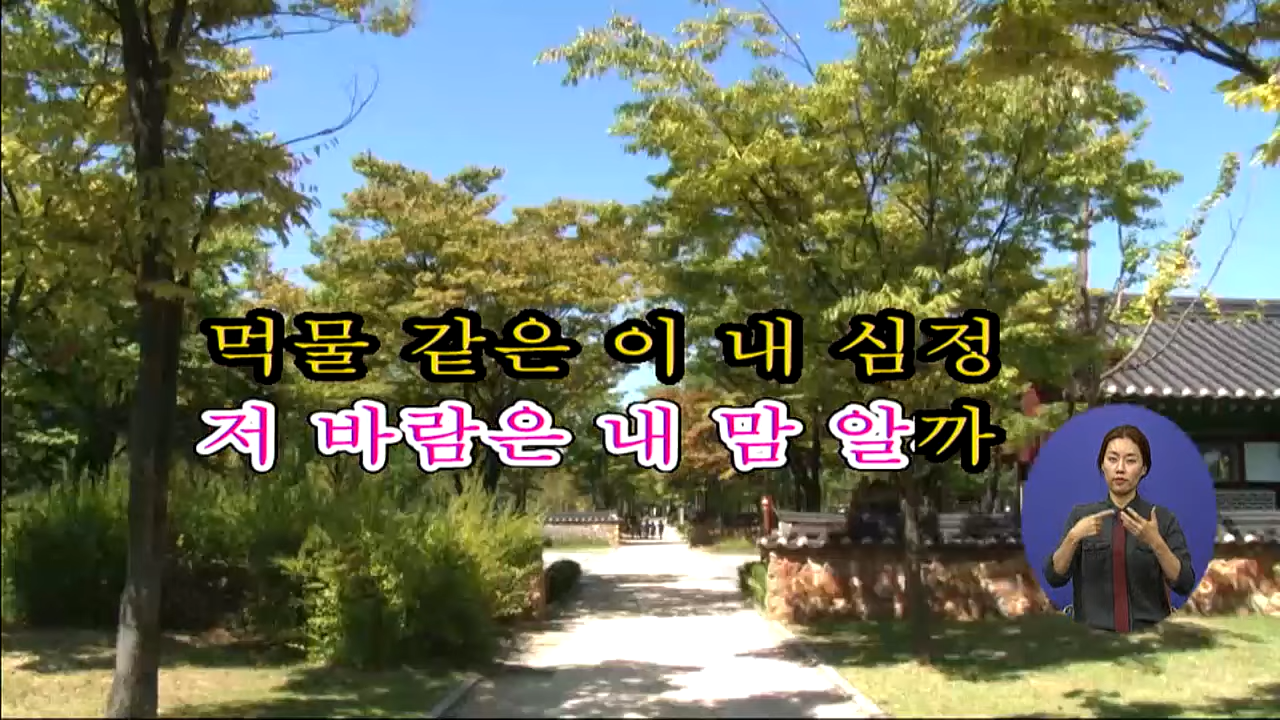 먹물 같은 이 내 심정
저 바람은 내 맘 알까